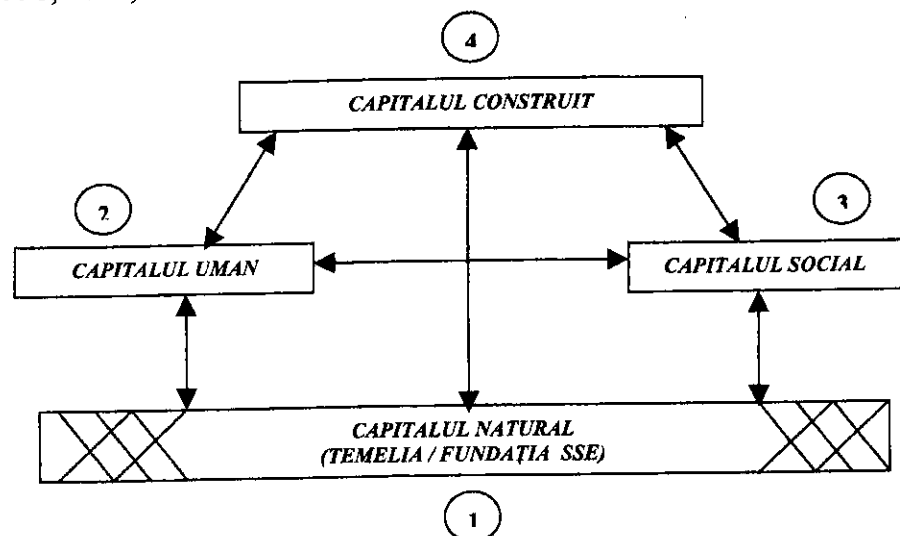 4
CAPITALUL CONSTRUIT
2
3
CAPITALUL UMAN
CAPITALUL SOCIAL
CAPITALUL NATURAL
(TEMELIA / FUNDAȚIA SSE)
1